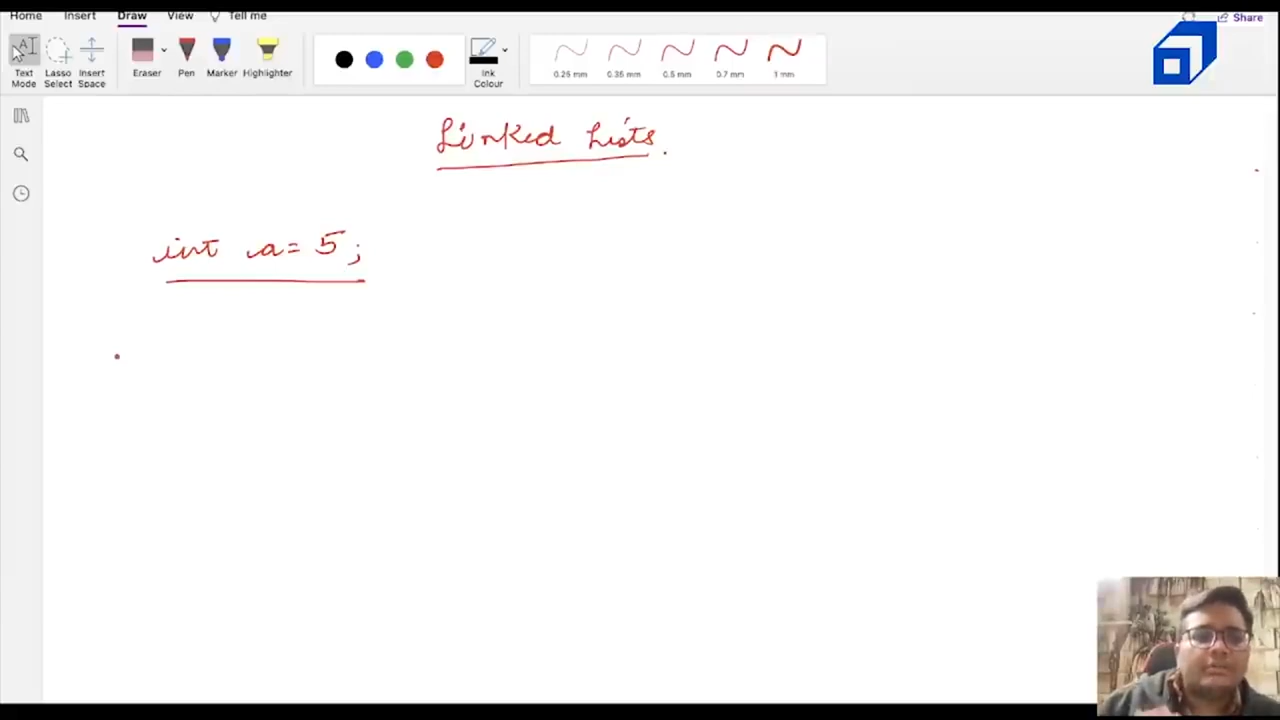 Home Insert Draw View Tell me Share
Text Mode Lasso Select Insert Space Eraser Pen Marker Highlighter Ink Colour 0.25 mm 0.35 mm 0.5 mm 0.7 mm 1 mm
Linked Lists.
int a = 5;